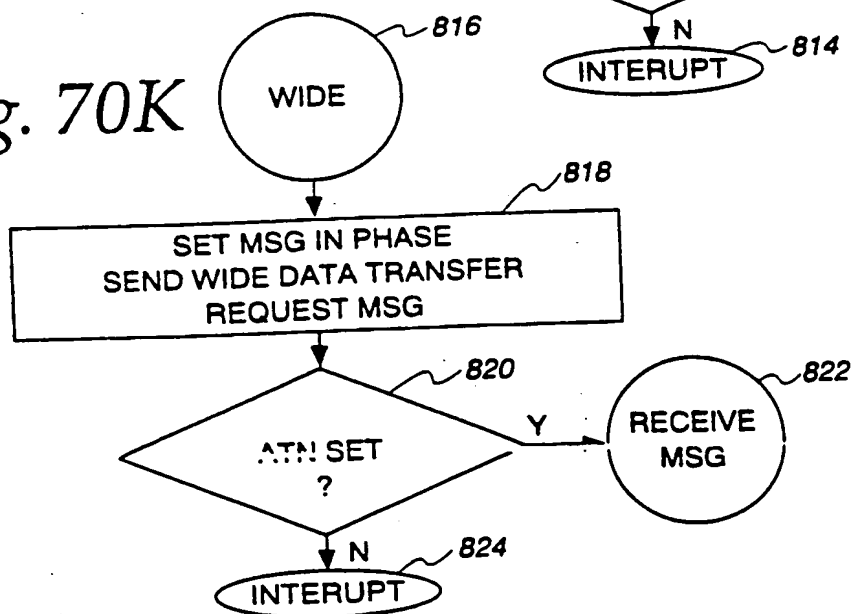 816
N
814
INTERUPT
g. 70K
WIDE
818
SET MSG IN PHASE
SEND WIDE DATA TRANSFER
REQUEST MSG
820
822
Y
RECEIVE
MSG
ATN SET
?
N
824
INTERUPT